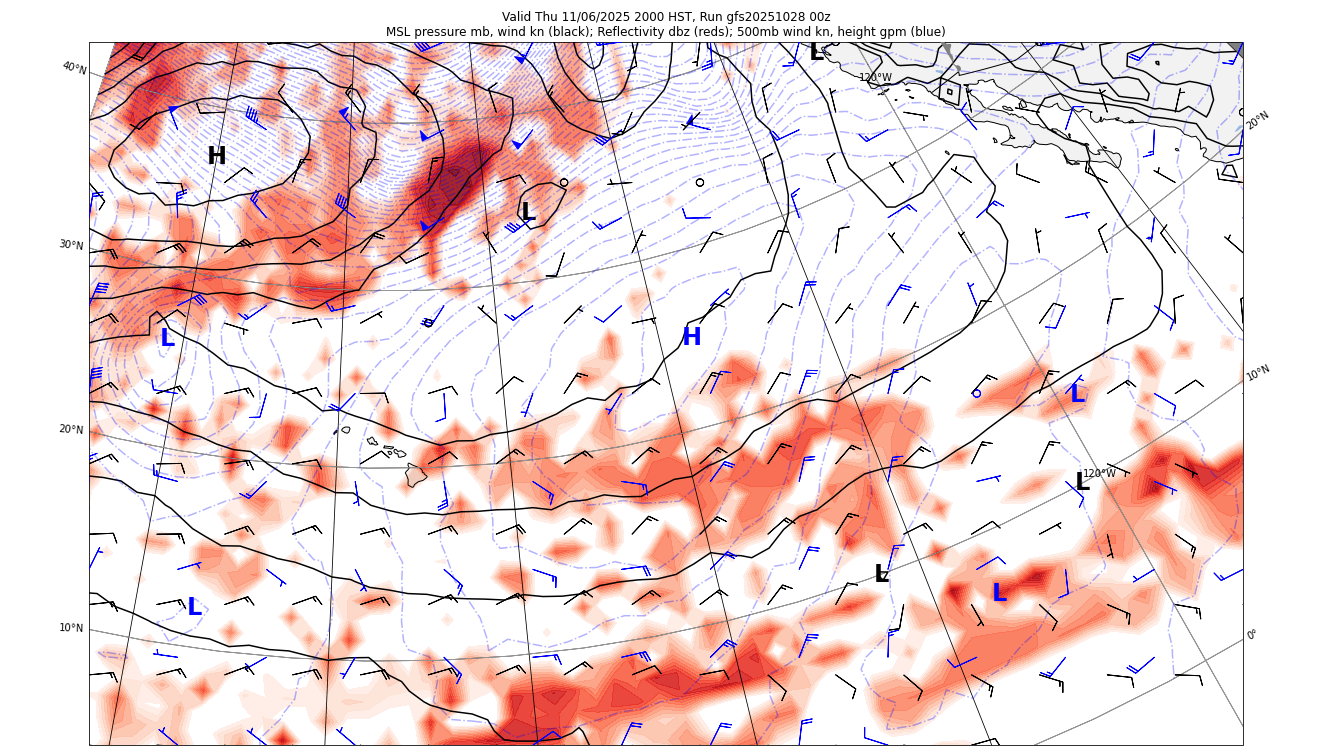 Valid Thu 11/06/2025 2000 HST, Run gfs20251028 00z
MSL pressure mb, wind kn (black); Reflectivity dbz (reds); 500mb wind kn, height gpm (blue)
L
40°N
120°W
20°N
H
L
30°N
L
H
10°N
L
20°N
L
120°W
L
L
L
10°N
0°